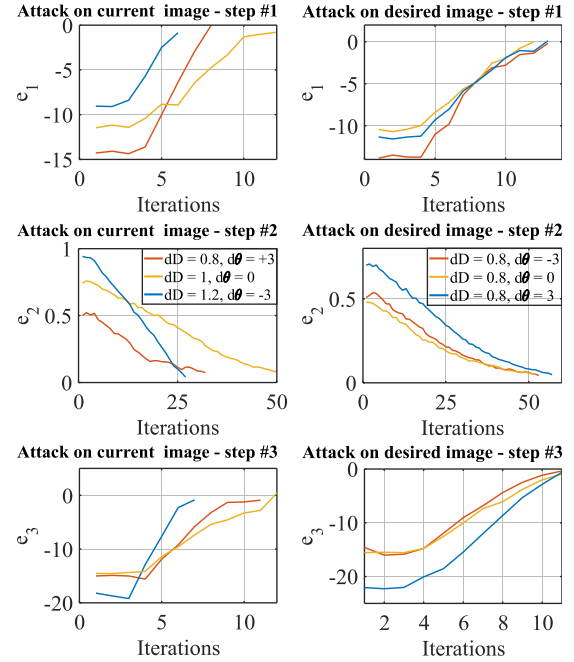 Attack on current image - step #1
0
-5
-10
-15
e1
0
5
10
Iterations
Attack on desired image - step #1
0
-5
-10
e1
0
5
10
Iterations
Attack on current image - step #2
1
0.5
0
e2
dD = 0.8, dθ = +3
dD = 1, dθ = 0
dD = 1.2, dθ = -3
0
25
50
Iterations
Attack on desired image - step #2
0.5
0
e2
dD = 0.8, dθ = -3
dD = 0.8, dθ = 0
dD = 0.8, dθ = 3
0
20
40
60
Iterations
Attack on current image - step #3
0
-10
-20
e3
0
5
10
Iterations
Attack on desired image - step #3
0
-10
-20
e3
2
4
6
8
10
Iterations